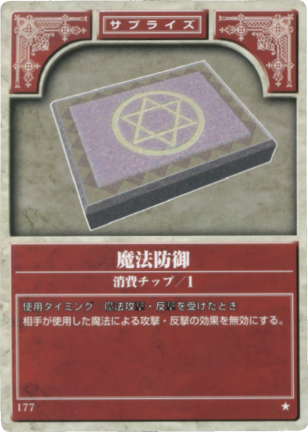 サプライズ
魔法防御
消費チップ/1
使用タイミング 魔法攻撃・反撃を受けたとき
相手が使用した魔法による攻撃・反撃の効果を無効にする。
177
★